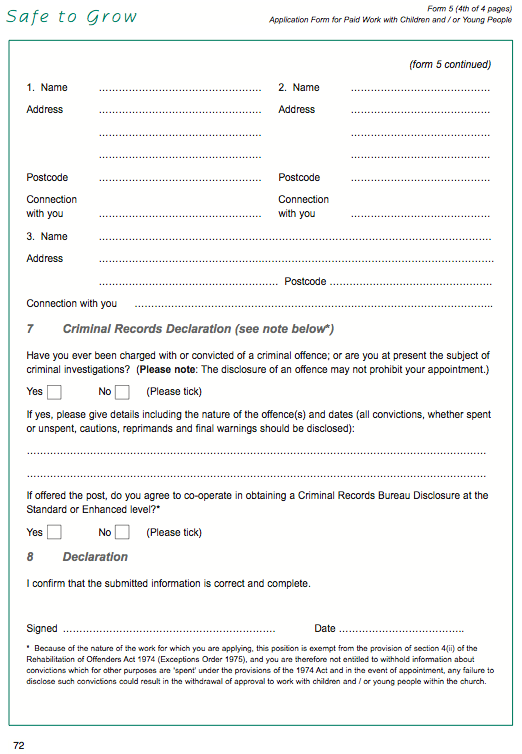 Safe to Grow
Form 5 (4th of 4 pages)
Application Form for Paid Work with Children and / or Young People
(form 5 continued)
1. Name ................................................. 2. Name ..........................................
Address ................................................. Address ..........................................
................................................. ..........................................
................................................. ..........................................
Postcode ................................................. Postcode ..........................................
Connection Connection
with you ................................................. with you ..........................................
3. Name ......................................................................................................................
Address ......................................................................................................................
...................................................... Postcode .................................................
Connection with you ...........................................................................................................
7 Criminal Records Declaration (see note below*)
Have you ever been charged with or convicted of a criminal offence; or are you at present the subject of
criminal investigations? (Please note: The disclosure of an offence may not prohibit your appointment.)
Yes No (Please tick)
If yes, please give details including the nature of the offence(s) and dates (all convictions, whether spent
or unspent, cautions, reprimands and final warnings should be disclosed):
..........................................................................................................................................
..........................................................................................................................................
If offered the post, do you agree to co-operate in obtaining a Criminal Records Bureau Disclosure at the
Standard or Enhanced level?*
Yes No (Please tick)
8 Declaration
I confirm that the submitted information is correct and complete.
Signed ................................................................ Date ......................................
* Because of the nature of the work for which you are applying, this position is exempt from the provision of section 4(ii) of the
Rehabilitation of Offenders Act 1974 (Exceptions Order 1975), and you are therefore not entitled to withhold information about
convictions which for other purposes are 'spent' under the provisions of the 1974 Act and in the event of appointment, any failure to
disclose such convictions could result in the withdrawal of approval to work with children and / or young people within the church.
72